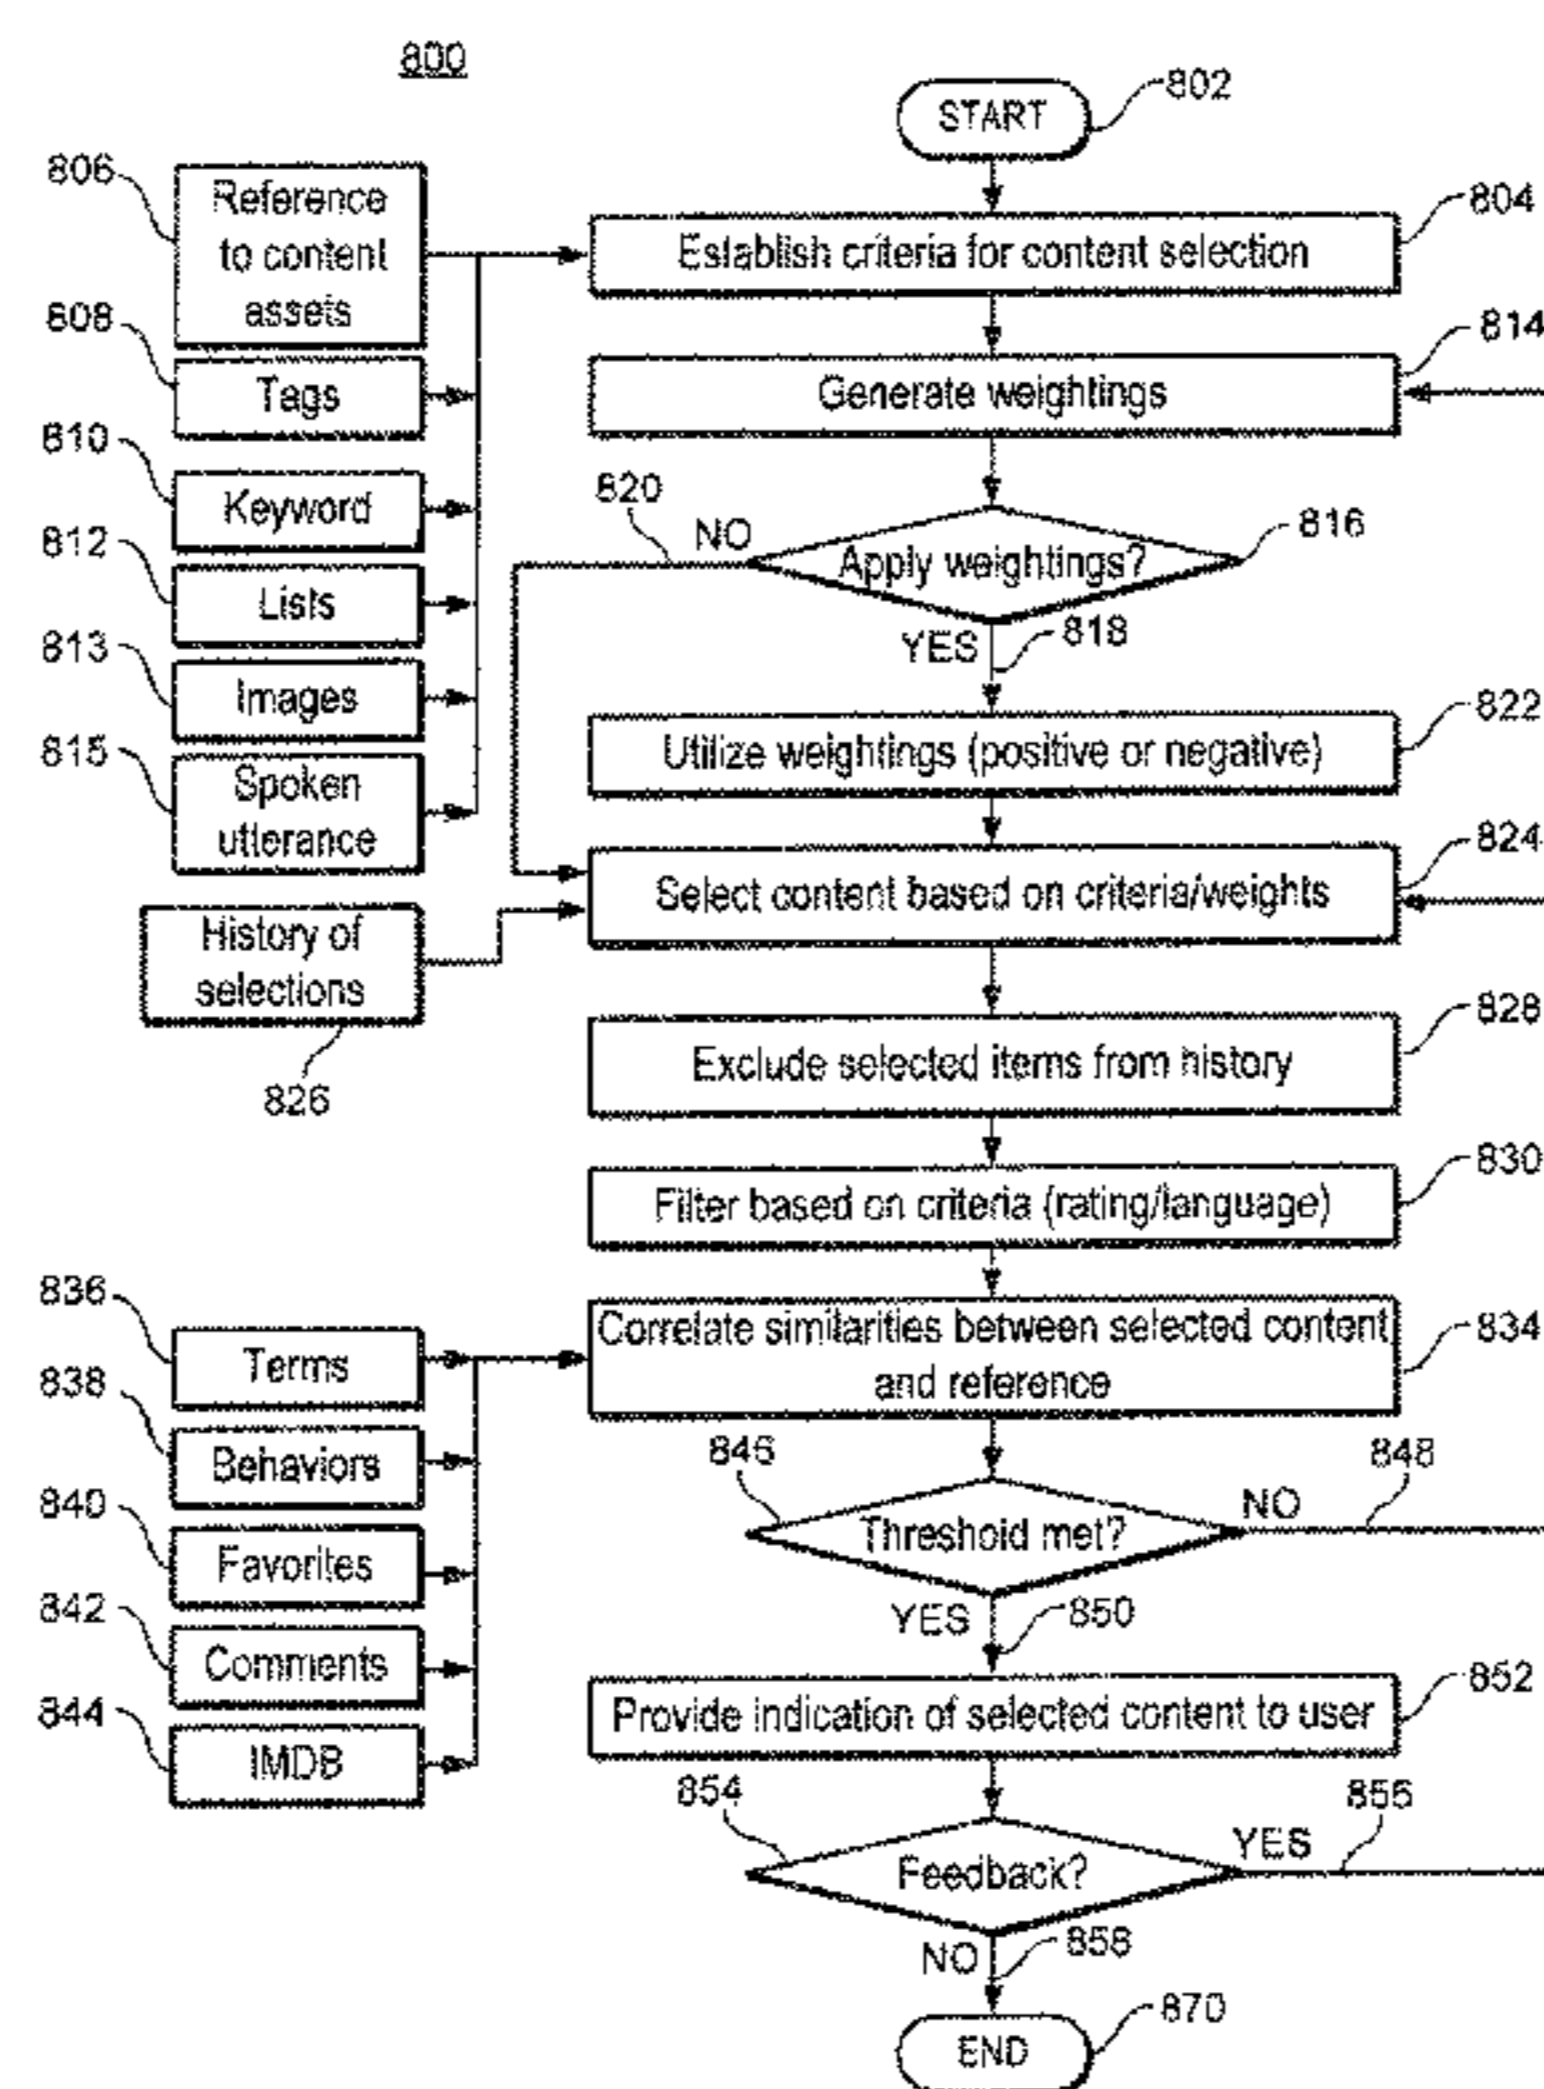 800
START
802
806
Reference
to content
assets
Establish criteria for content selection
804
808
Tags
Generate weightings
814
810
Keyword
820
NO
Apply weightings?
816
812
Lists
YES
818
813
Images
Utilize weightings (positive or negative)
822
815
Spoken
utterance
Select content based on criteria/weights
824
History of
selections
826
Exclude selected items from history
828
Filter based on criteria (rating/language)
830
836
Terms
Correlate similarities between selected content
and reference
834
838
Behaviors
846
Threshold met?
NO
848
840
Favorites
YES
850
842
Comments
Provide indication of selected content to user
852
844
IMDB
854
Feedback?
YES
856
NO
858
END
870